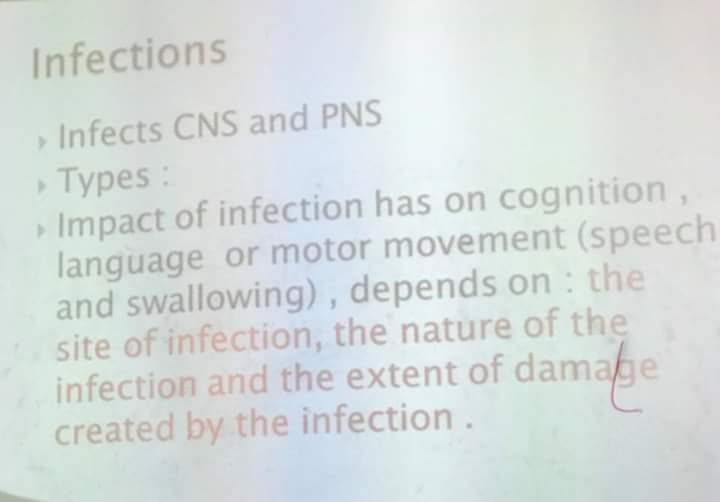 Infections
Infects CNS and PNS
Types :
Impact of infection has on cognition ,
language or motor movement (speech
and swallowing) , depends on : the
site of infection, the nature of the
infection and the extent of damage
created by the infection .